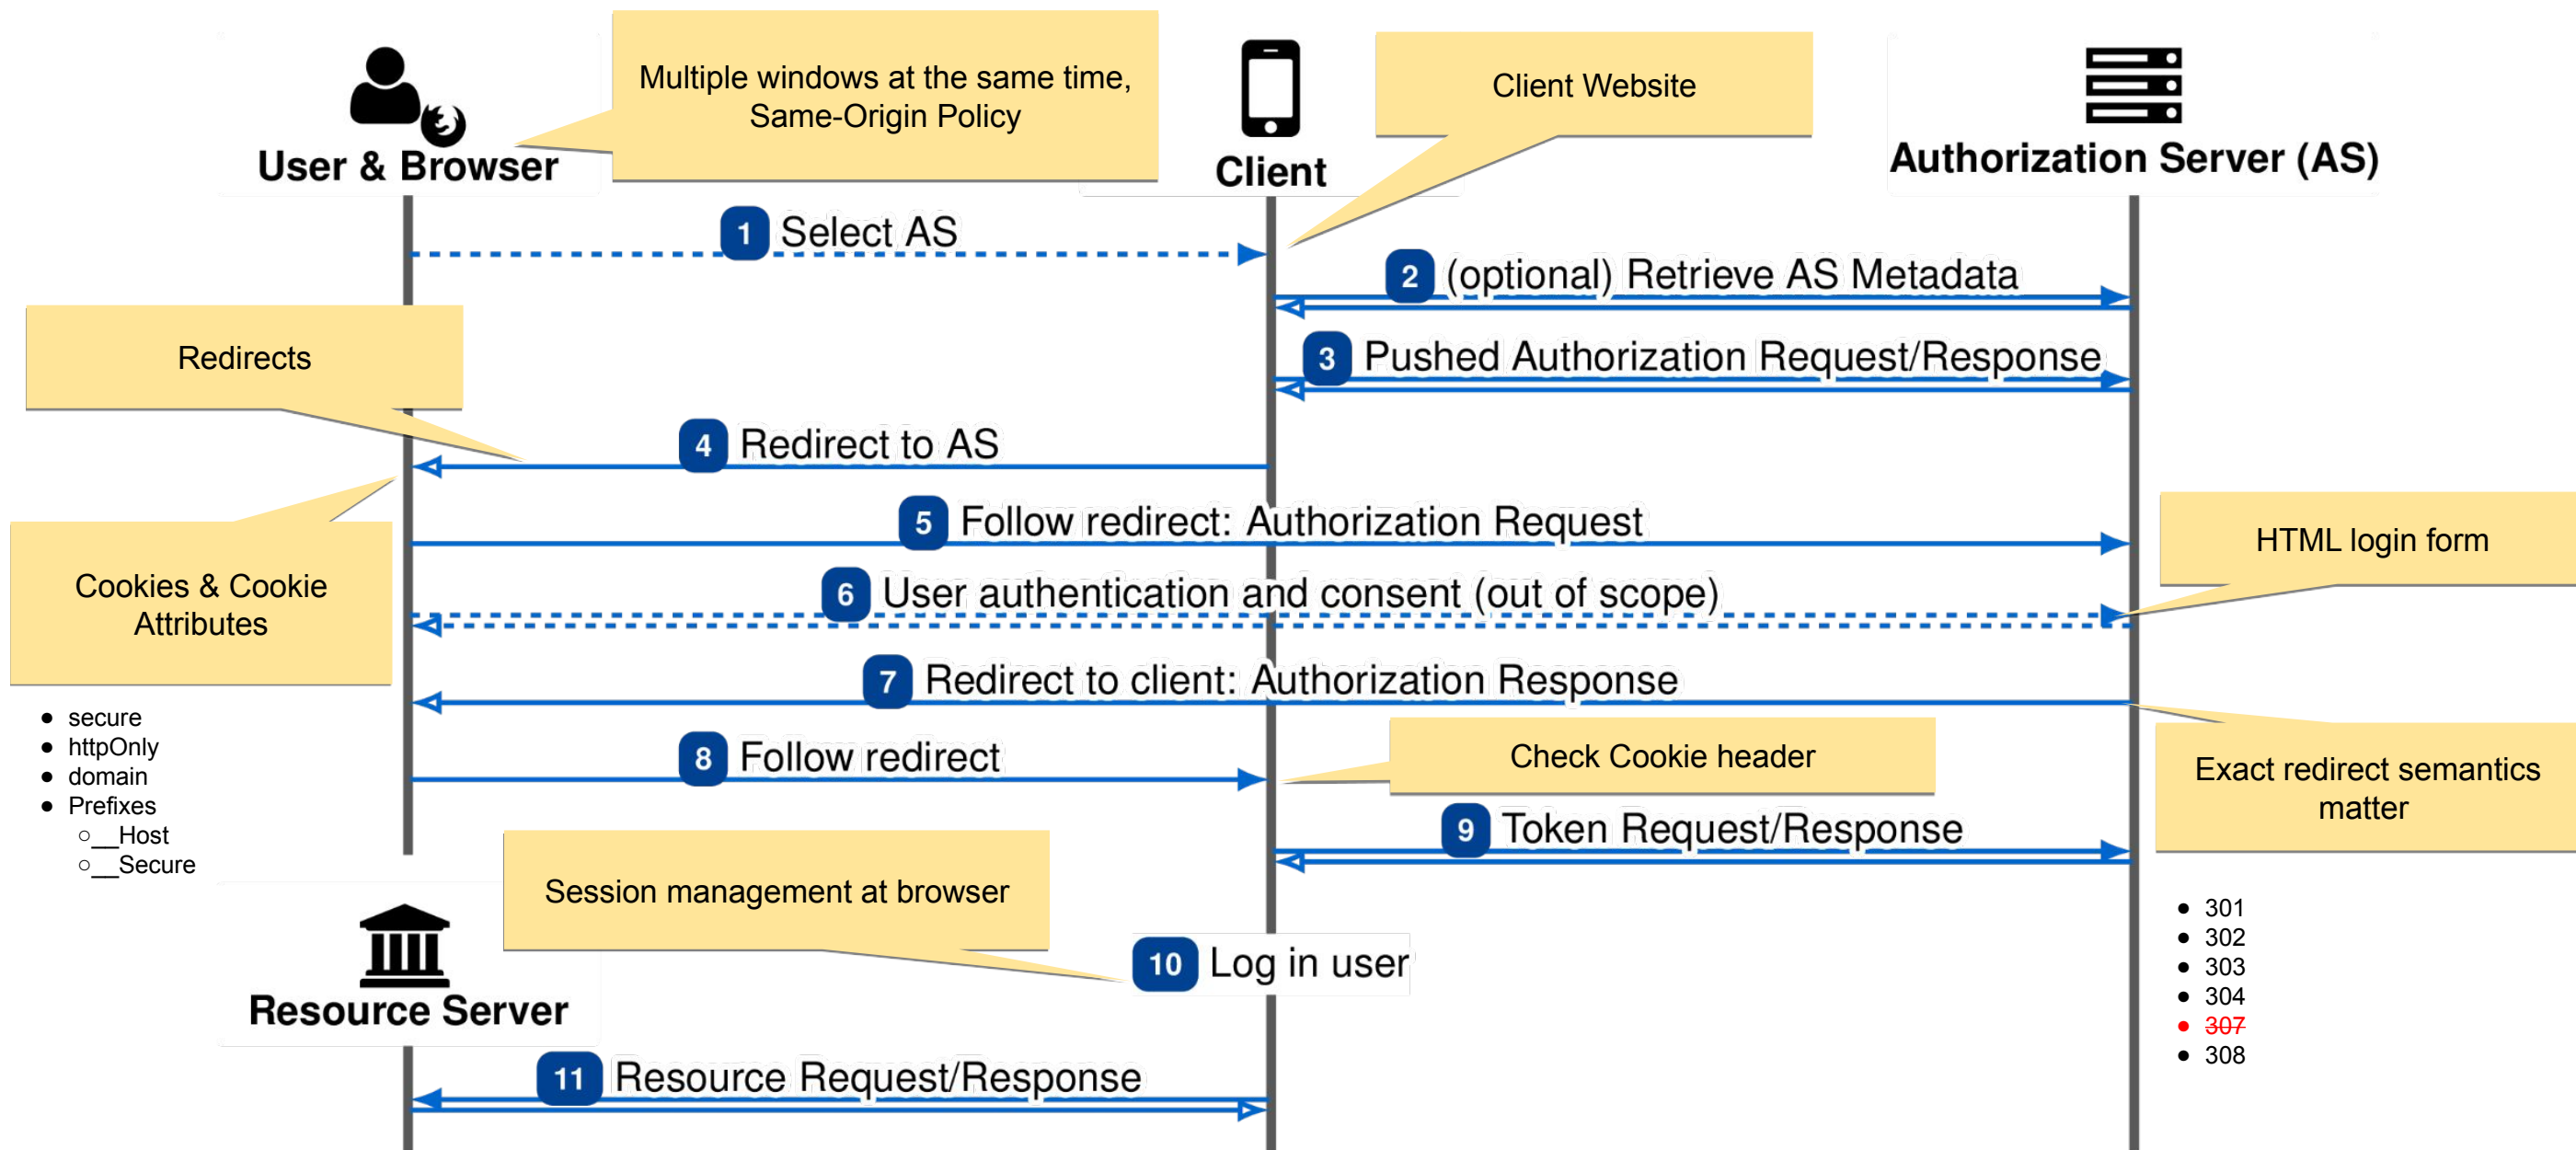 Multiple windows at the same time,
Same-Origin Policy
Client Website
User & Browser
Client
Authorization Server (AS)
1 Select AS
2 (optional) Retrieve AS Metadata
Redirects
3 Pushed Authorization Request/Response
4 Redirect to AS
5 Follow redirect: Authorization Request
HTML login form
Cookies & Cookie
Attributes
6 User authentication and consent (out of scope)
7 Redirect to client: Authorization Response
● secure
● httpOnly
● domain
● Prefixes
○ __Host
○ __Secure
8 Follow redirect
Check Cookie header
Exact redirect semantics
matter
9 Token Request/Response
Session management at browser
● 301
● 302
● 303
● 304
● 307
● 308
10 Log in user
Resource Server
11 Resource Request/Response